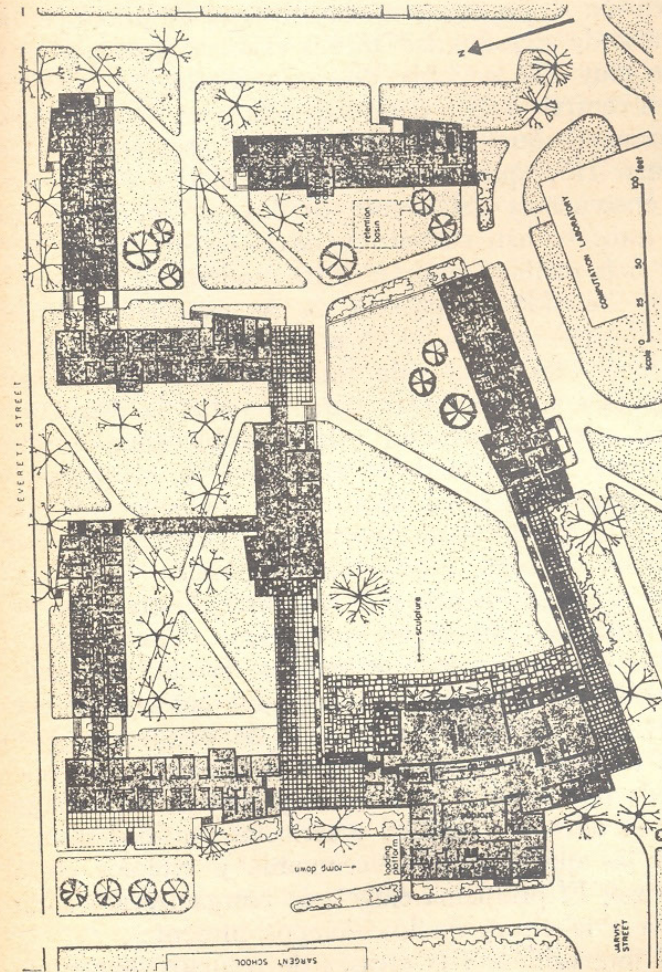 N
EVERETT STREET
retention
basin
COMPUTATION LABORATORY
scale 0 25 50 100 feet
sculpture
storage
loading
platform
ramp down
SARGENT SCHOOL
JARVIS
STREET